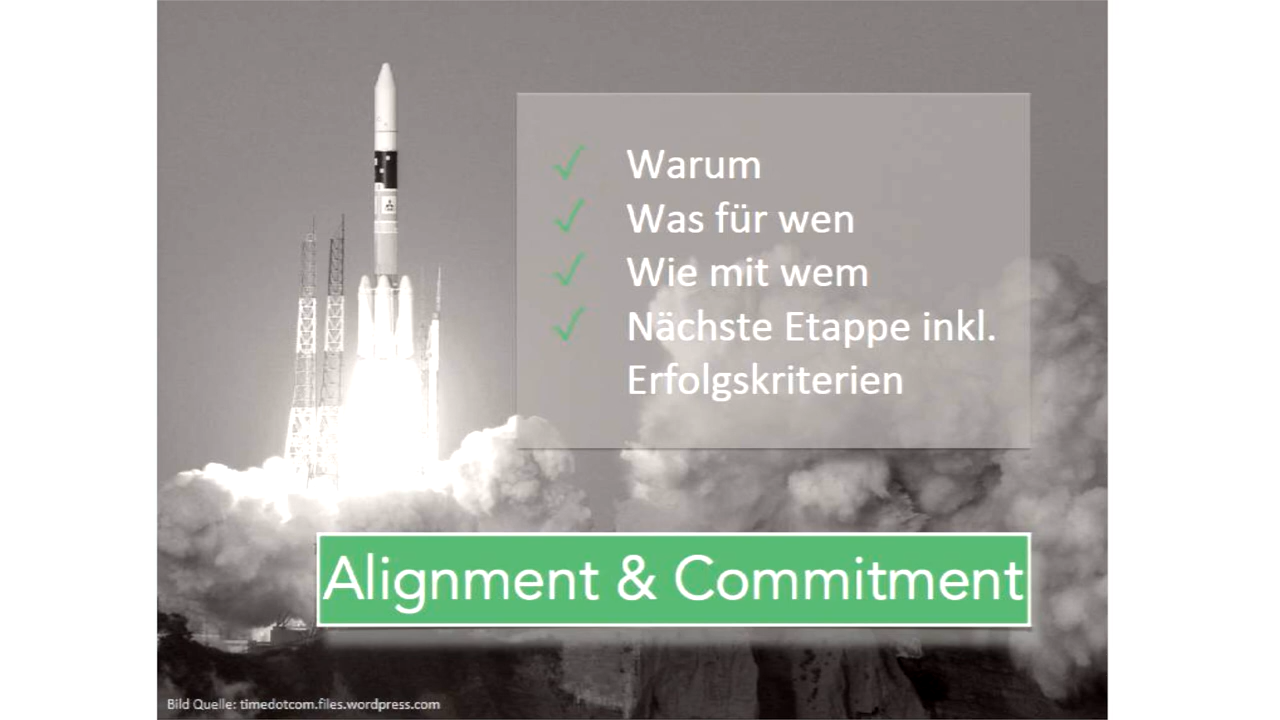 Warum
Was für wen
Wie mit wem
Nächste Etappe inkl.
Erfolgskriterien
Alignment & Commitment
Bild Quelle: timedotcom.files.wordpress.com